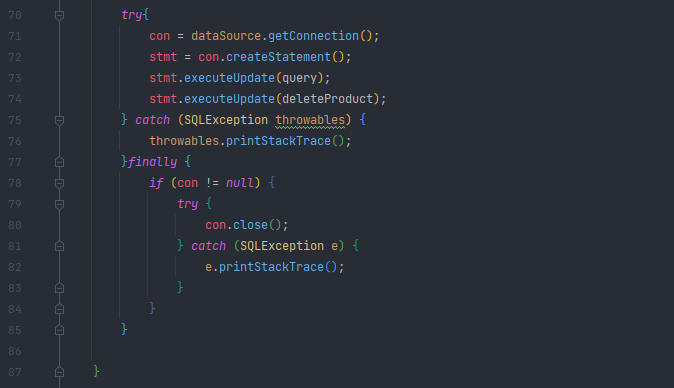 70 try{
71 con = dataSource.getConnection();
72 stmt = con.createStatement();
73 stmt.executeUpdate(query);
74 stmt.executeUpdate(deleteProduct);
75 } catch (SQLException throwables) {
76 throwables.printStackTrace();
77 }finally {
78 if (con != null) {
79 try {
80 con.close();
81 } catch (SQLException e) {
82 e.printStackTrace();
83 }
84 }
85 }
86
87 }